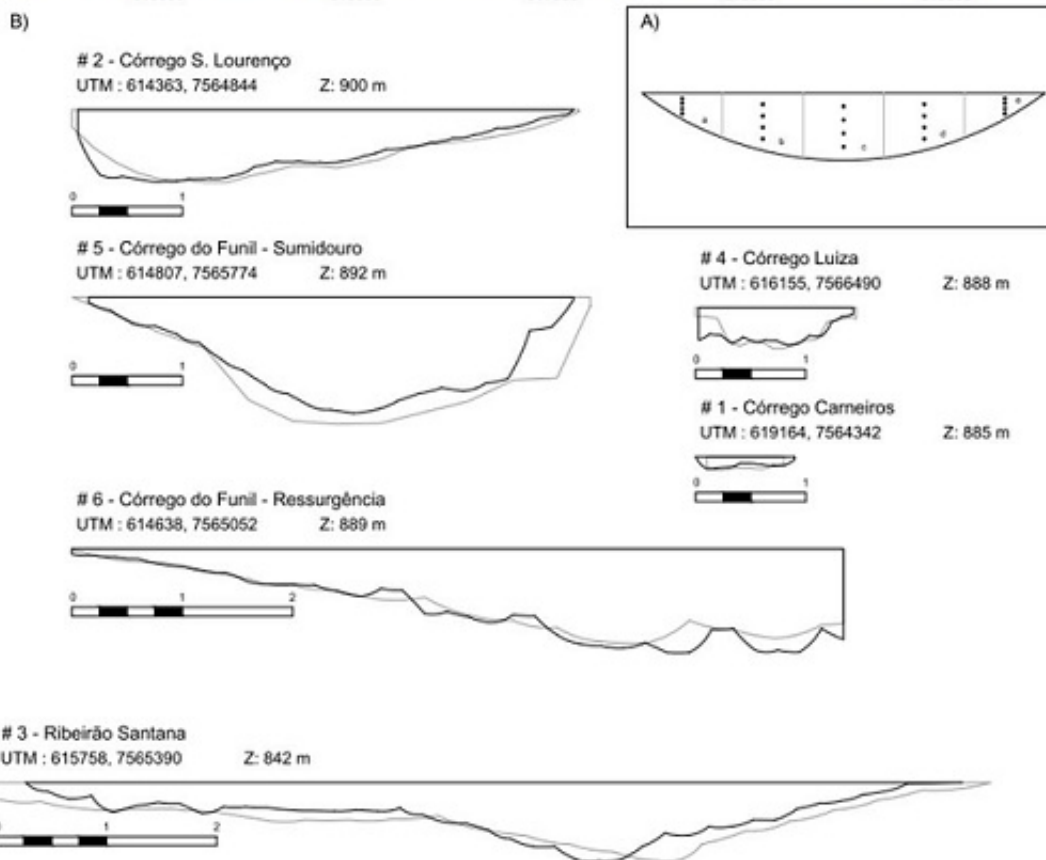 B)
# 2 - Córrego S. Lourenço
UTM : 614363, 7564844 Z: 900 m
0 1
# 5 - Córrego do Funil - Sumidouro
UTM : 614807, 7565774 Z: 892 m
0 1
# 6 - Córrego do Funil - Ressurgência
UTM : 614638, 7565052 Z: 889 m
0 1 2
# 3 - Ribeirão Santana
UTM : 615758, 7565390 Z: 842 m
1 2
A)
a b c d e
# 4 - Córrego Luiza
UTM : 616155, 7566490 Z: 888 m
0 1
# 1 - Córrego Carneiros
UTM : 619164, 7564342 Z: 885 m
0 1